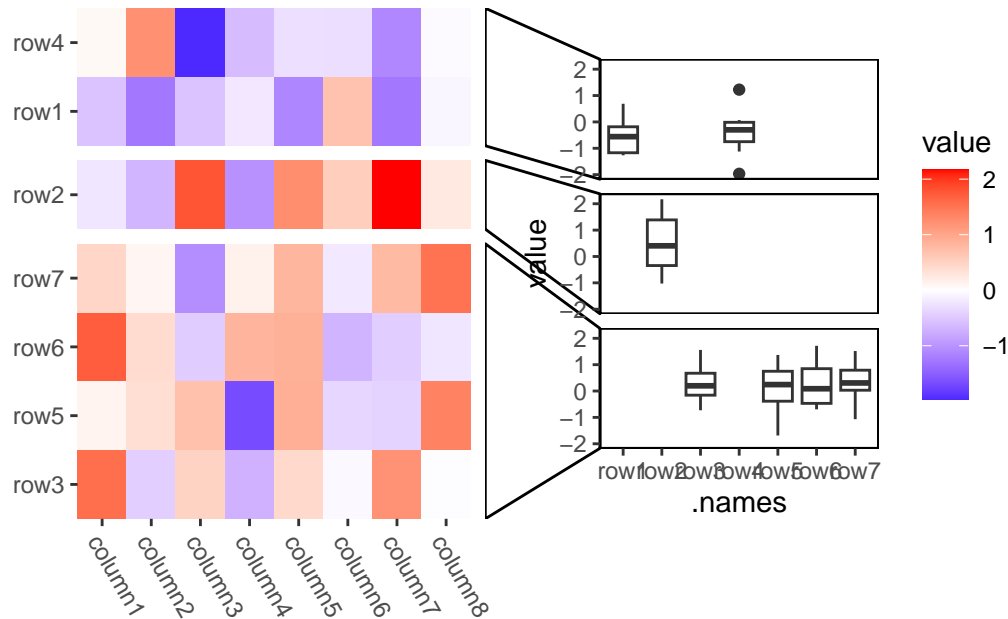 row4
row1
row2
row7
row6
row5
row3
column1
column2
column3
column4
column5
column6
column7
column8
value
2
1
0
−1
−2
2
1
0
−1
−2
2
1
0
−1
−2
row1
row2
row3
row4
row5
row6
row7
.names
value
2
1
0
−1